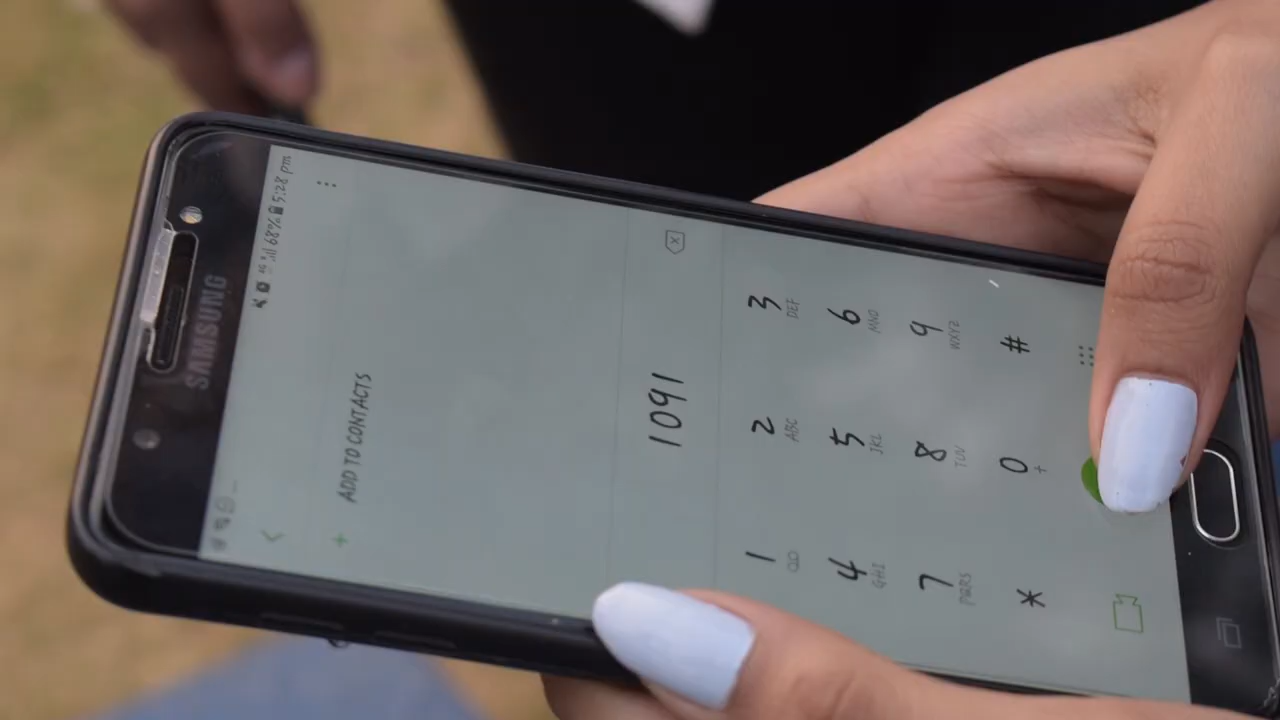 SAMSUNG
68% 5:28 pm
ADD TO CONTACTS
1091
1 2 ABC 3 DEF
4 GHI 5 JKL 6 MNO
7 PQRS 8 TUV 9 WXYZ
* 0 + #